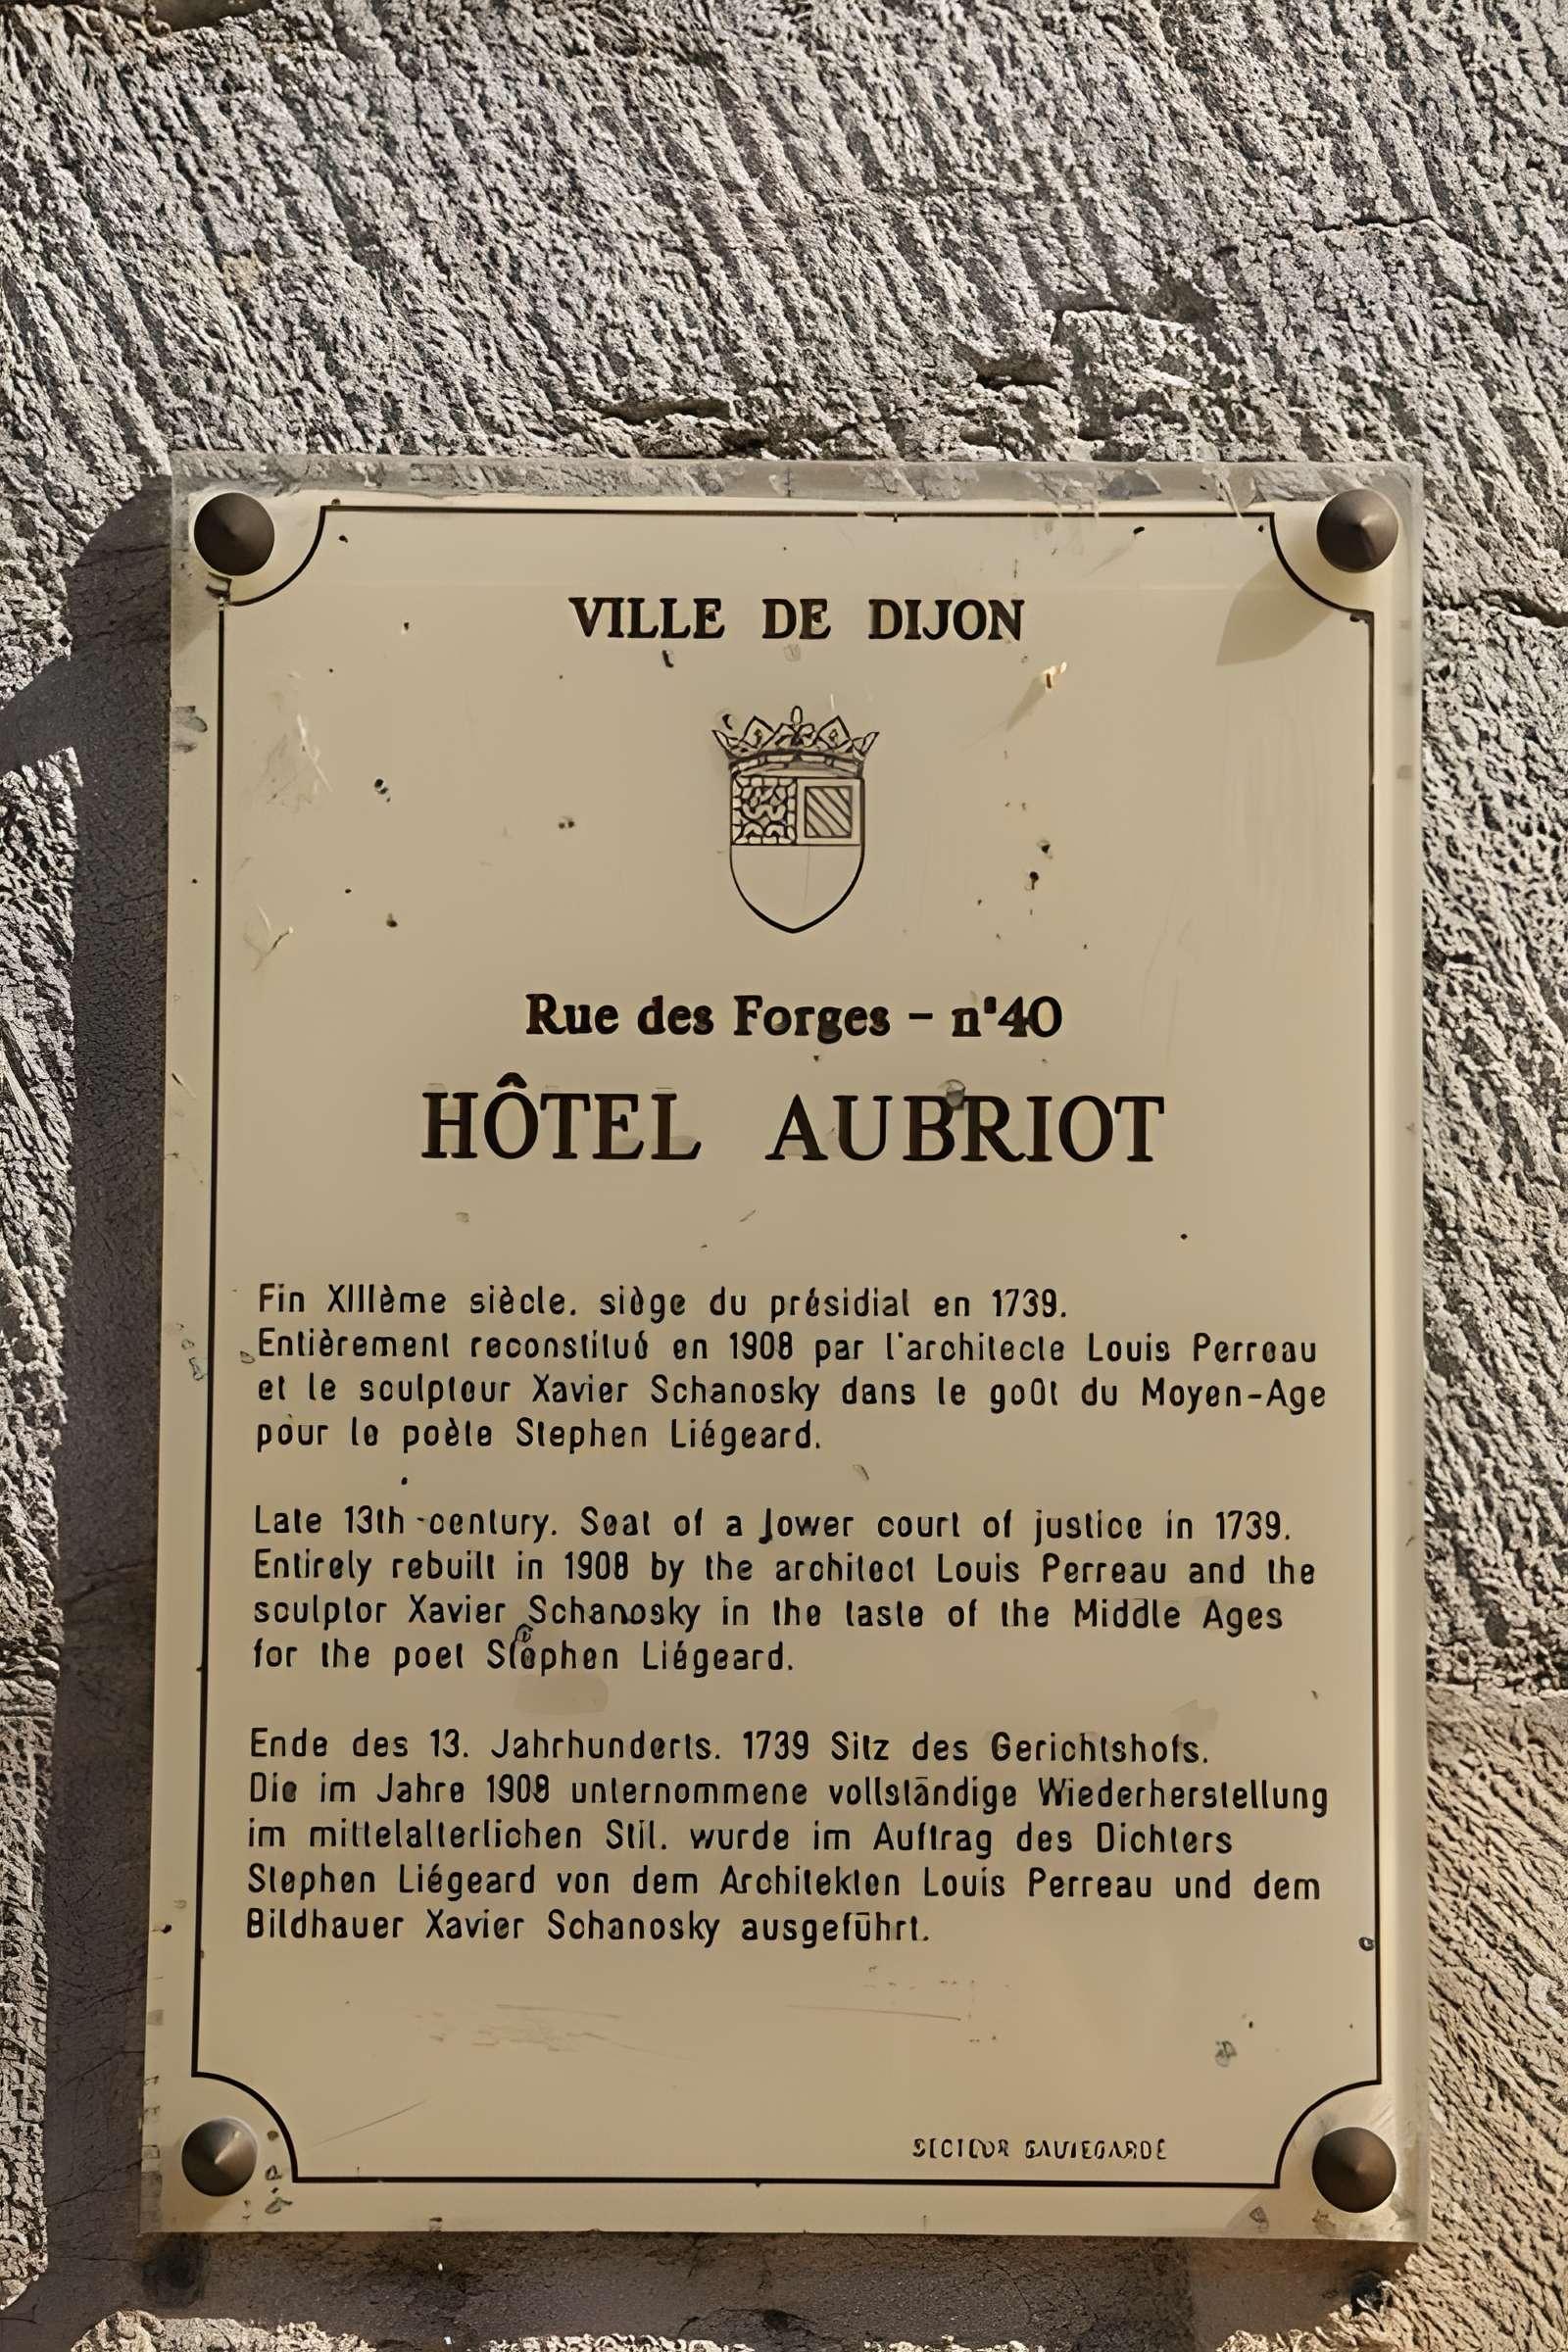 VILLE DE DIJON
Rue des Forges - n°40
HÔTEL AUBRIOT
Fin XIIIème siècle. siège du présidial en 1739.
Entièrement reconstitué en 1908 par l'architecte Louis Perreau
et le sculpteur Xavier Schanosky dans le goût du Moyen-Age
pour le poète Stephen Liégeard.
Late 13th-century. Seat of a lower court of justice in 1739.
Entirely rebuilt in 1908 by the architect Louis Perreau and the
sculptor Xavier Schanosky in the taste of the Middle Ages
for the poet Stephen Liégeard.
Ende des 13. Jahrhunderts. 1739 Sitz des Gerichtshofs.
Die im Jahre 1908 unternommene vollständige Wiederherstellung
im mittelalterlichen Stil. wurde im Auftrag des Dichters
Stephen Liégeard von dem Architekten Louis Perreau und dem
Bildhauer Xavier Schanosky ausgeführt.
SECTEUR SAUVEGARDÉ